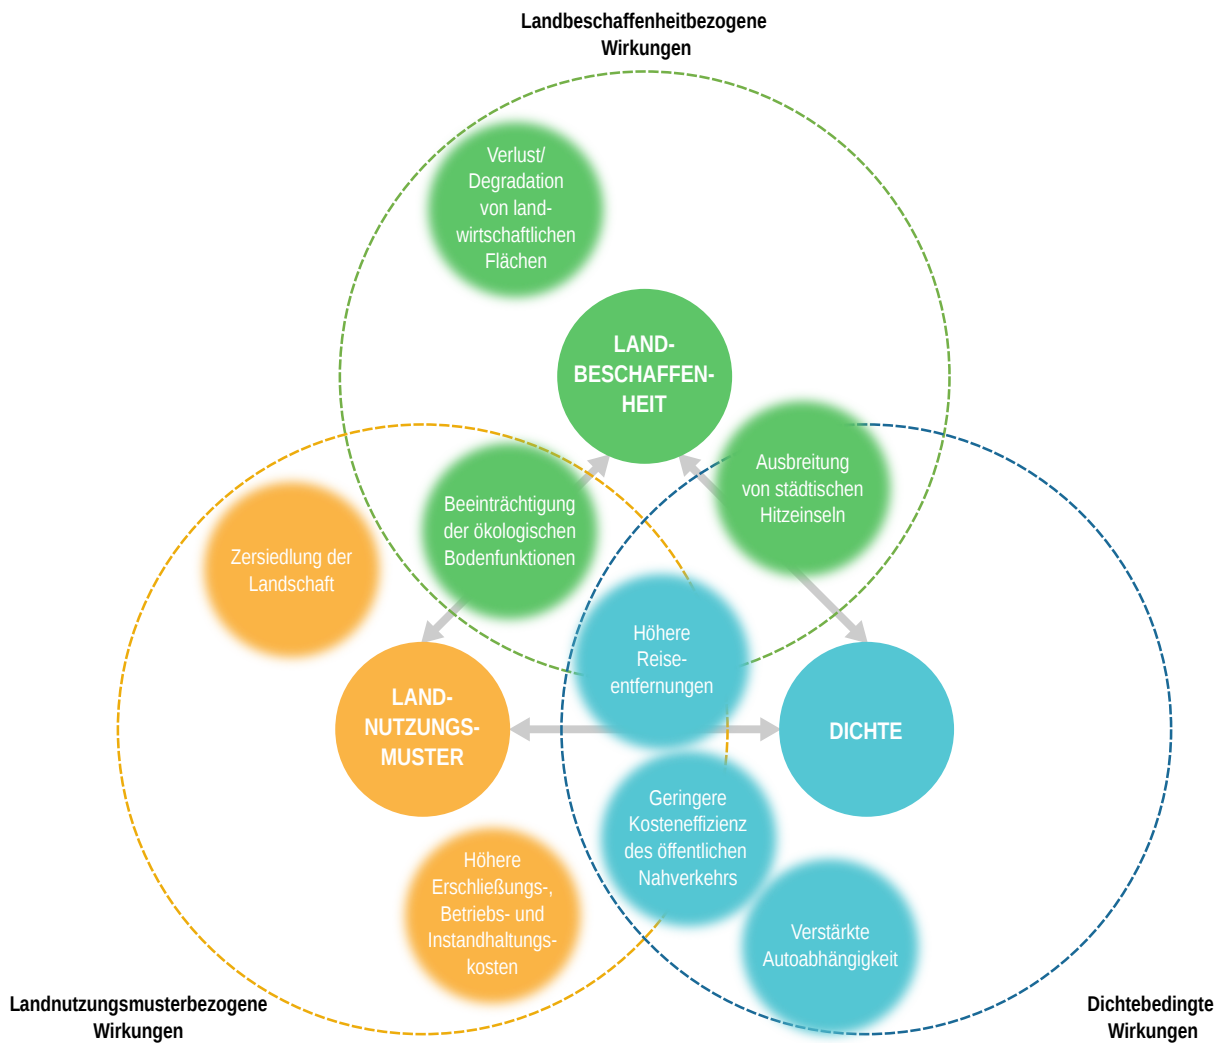 Landbeschaffenheitbezogene
Wirkungen
Verlust/
Degradation
von land-
wirtschaftlichen
Flächen
LAND-
BESCHAFFEN-
HEIT
Ausbreitung
von städtischen
Hitzeinseln
Beeinträchtigung
der ökologischen
Bodenfunktionen
Zersiedlung der
Landschaft
Höhere
Reise-
entfernungen
LAND-
NUTZUNGS-
MUSTER
DICHTE
Geringere
Kosteneffizienz
des öffentlichen
Nahverkehrs
Höhere
Erschließungs-,
Betriebs- und
Instandhaltungs-
kosten
Verstärkte
Autoabhängigkeit
Landnutzungsmusterbezogene
Wirkungen
Dichtebedingte
Wirkungen